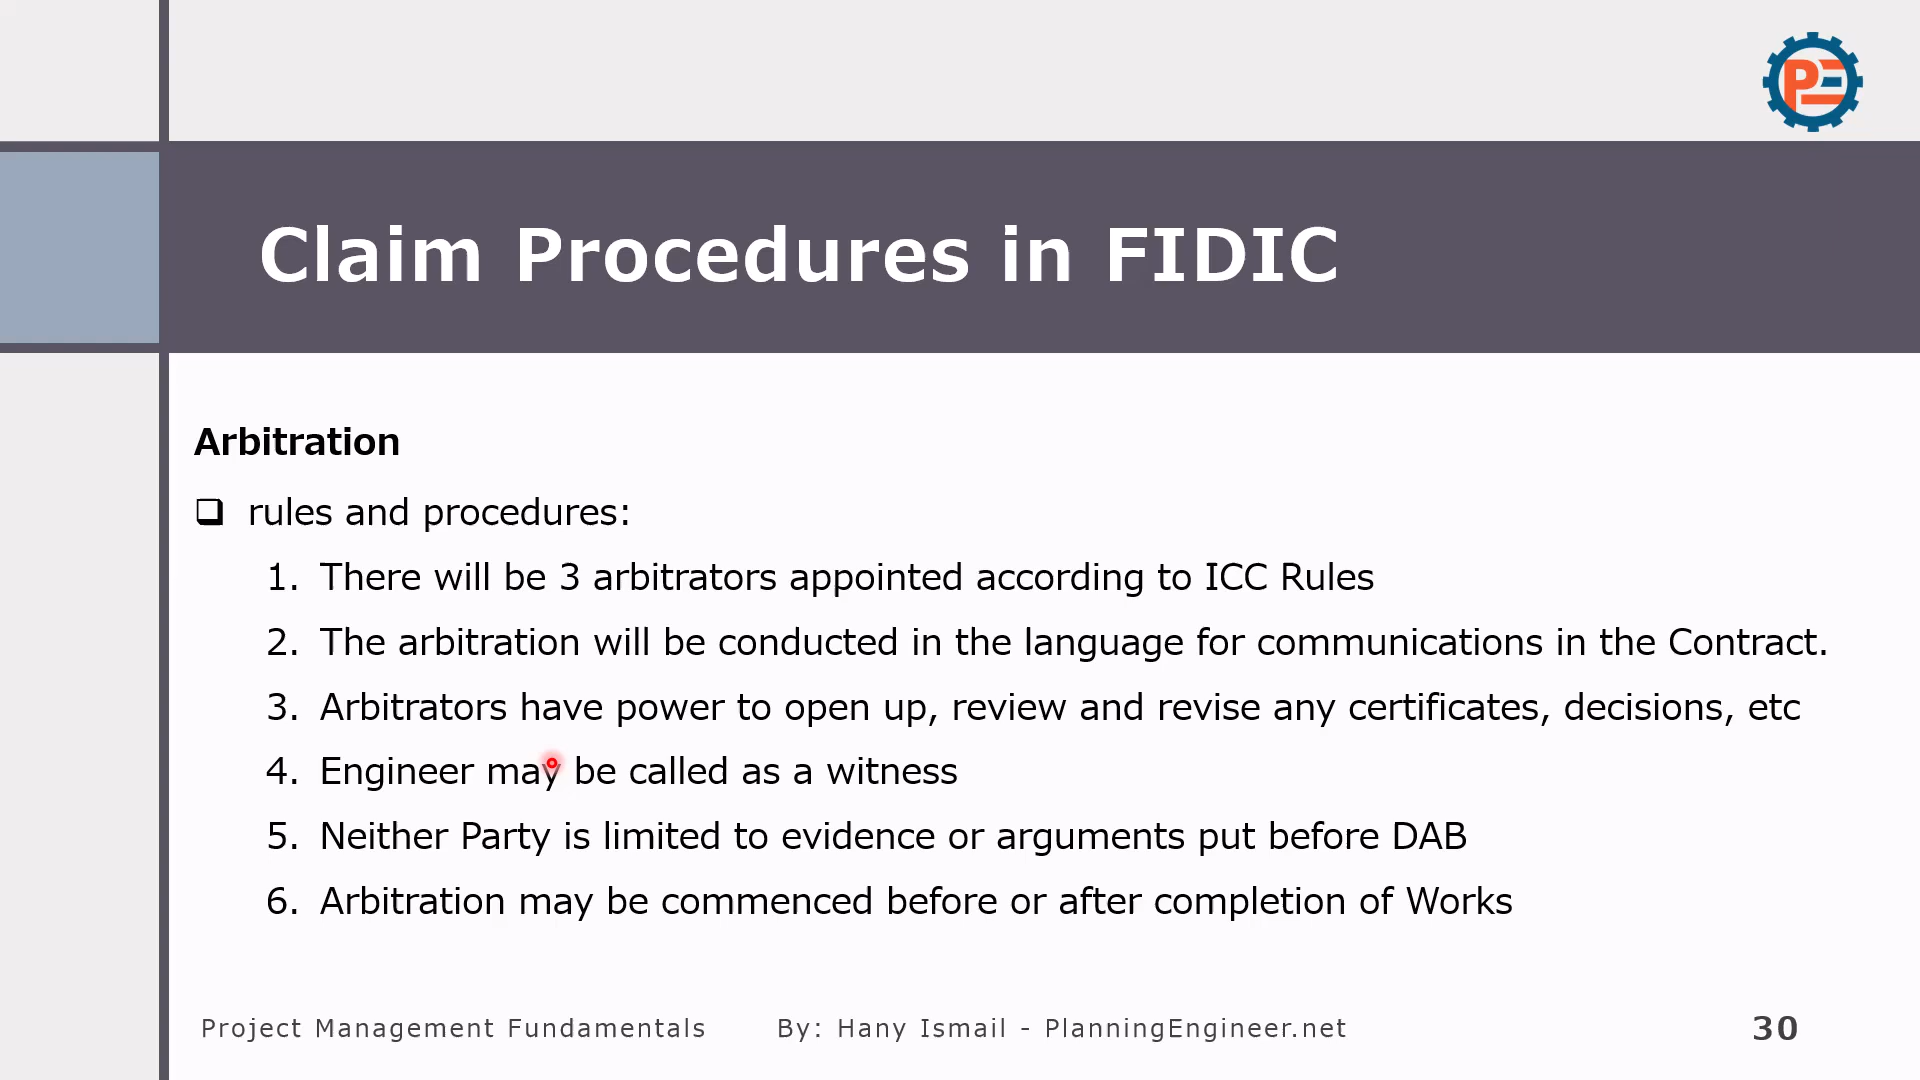 PE
Claim Procedures in FIDIC
Arbitration
❑ rules and procedures:
1. There will be 3 arbitrators appointed according to ICC Rules
2. The arbitration will be conducted in the language for communications in the Contract.
3. Arbitrators have power to open up, review and revise any certificates, decisions, etc
4. Engineer may be called as a witness
5. Neither Party is limited to evidence or arguments put before DAB
6. Arbitration may be commenced before or after completion of Works
Project Management Fundamentals By: Hany Ismail - PlanningEngineer.net 30